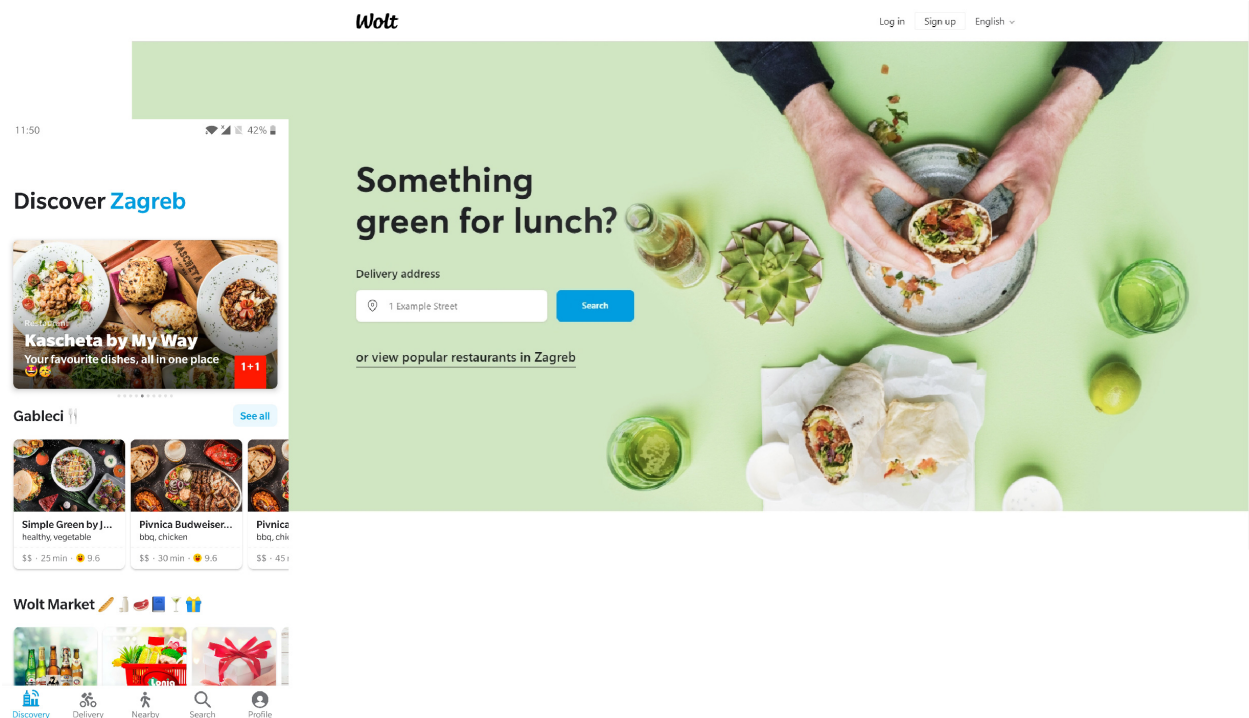 Wolt
Log in
Sign up
English
Something
green for lunch?
Delivery address
1 Example Street
Search
or view popular restaurants in Zagreb
11:50
42%
Discover Zagreb
KASCHETA
Restaurant
Kascheta by My Way
Your favourite dishes, all in one place
🤩🥳
1+1
Gableci 🍴
See all
Simple Green by J...
healthy, vegetable
$$ · 25 min · 😀 9.6
Pivnica Budweiser...
bbq, chicken
$$ · 30 min · 😀 9.6
Pivnica
bbq, chic
$$ · 45
Wolt Market 🥖🥛🥩📘🍸🎁
Discovery
Delivery
Nearby
Search
Profile